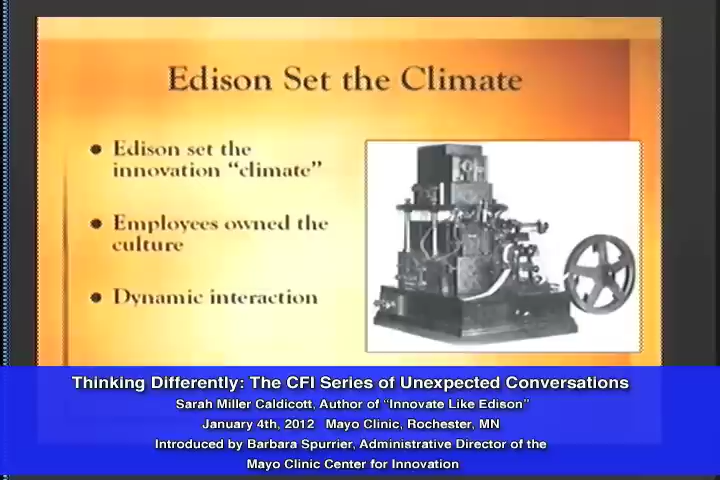 Edison Set the Climate
• Edison set the
innovation “climate”
• Employees owned the
culture
• Dynamic interaction
Thinking Differently: The CFI Series of Unexpected Conversations
Sarah Miller Caldicott, Author of “Innovate Like Edison”
January 4th, 2012 Mayo Clinic, Rochester, MN
Introduced by Barbara Spurrier, Administrative Director of the
Mayo Clinic Center for Innovation